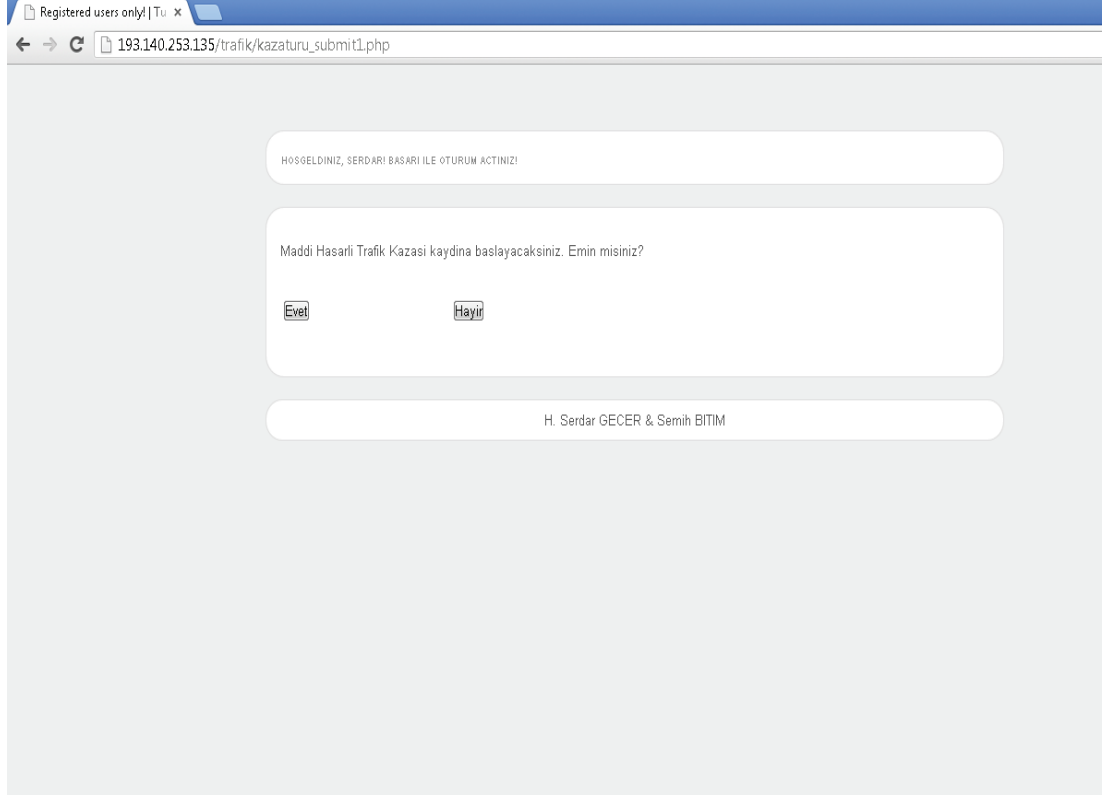 Registered users only! | Tu
193.140.253.135/trafik/kazaturu_submit1.php
HOSGELDINIZ, SERDAR! BASARI ILE OTURUM ACTINIZ!
Maddi Hasarli Trafik Kazasi kaydina baslayacaksiniz. Emin misiniz?
Evet Hayir
H. Serdar GECER & Semih BITIM